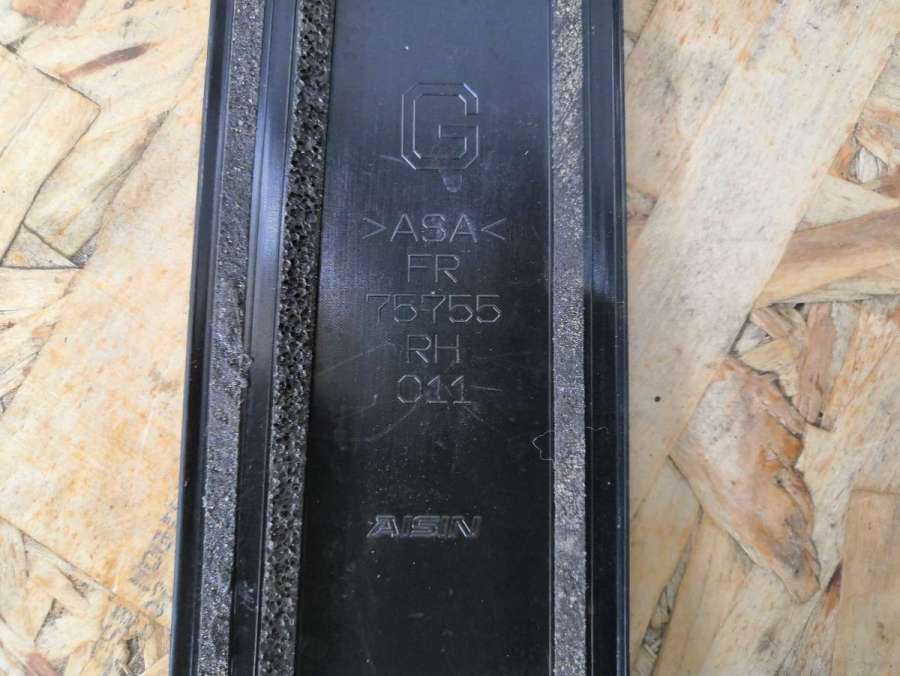 G
>ASA<
FR
75755
RH
011
AISIN